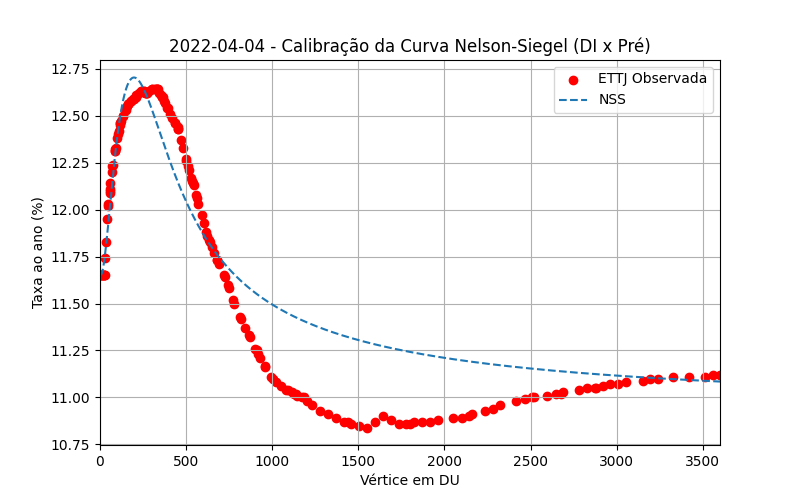 2022-04-04 - Calibração da Curva Nelson-Siegel (DI x Pré)
ETTJ Observada
NSS
Taxa ao ano (%)
12.75
12.50
12.25
12.00
11.75
11.50
11.25
11.00
10.75
0 500 1000 1500 2000 2500 3000 3500
Vértice em DU